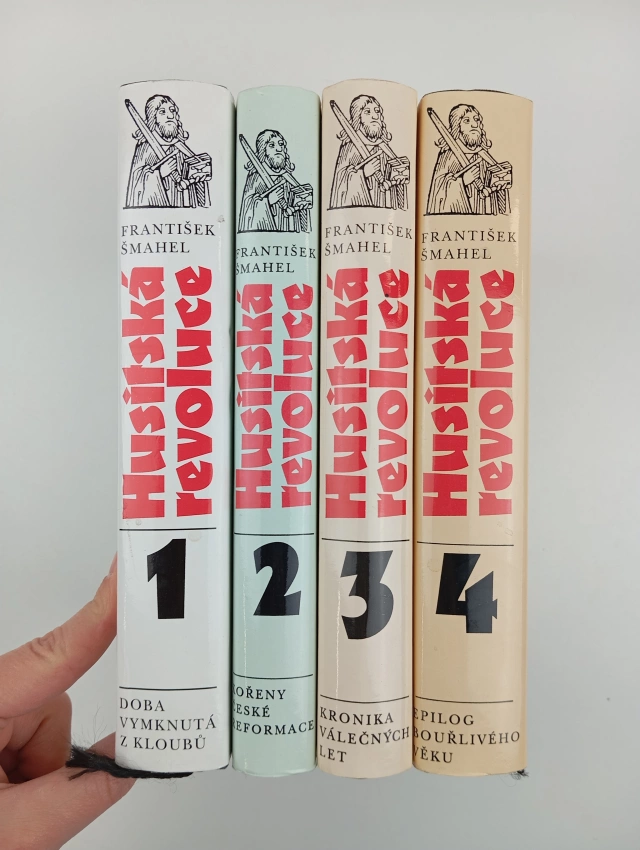 FRANTIŠEK
ŠMAHEL
Husitská
revoluce
1
DOBA
VYMKNUTÁ
Z KLOUBŮ
FRANTIŠEK
ŠMAHEL
Husitská
revoluce
2
KOŘENY
ČESKÉ
REFORMACE
FRANTIŠEK
ŠMAHEL
Husitská
revoluce
3
KRONIKA
VÁLEČNÝCH
LET
FRANTIŠEK
ŠMAHEL
Husitská
revoluce
4
EPILOG
BOUŘLIVÉHO
VĚKU